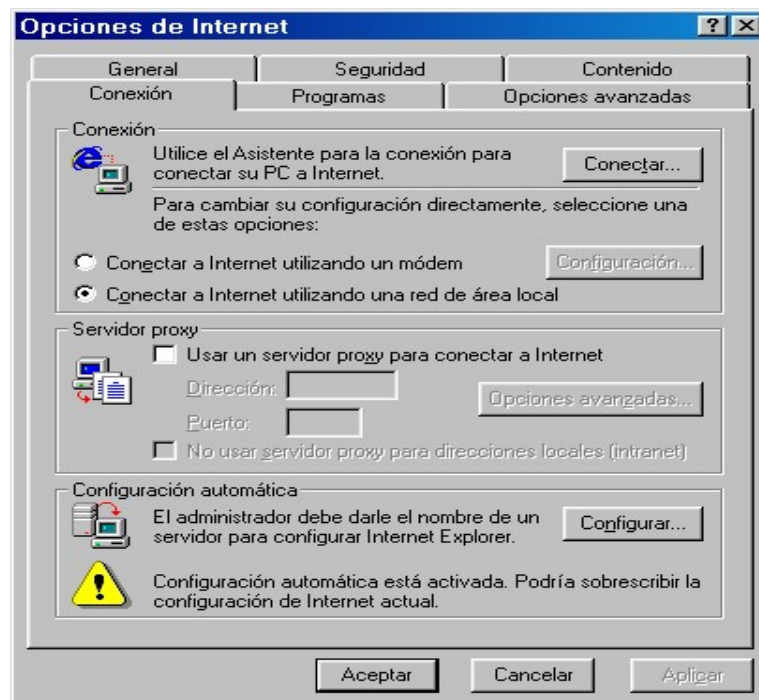 Opciones de Internet
General
Seguridad
Contenido
Conexión
Programas
Opciones avanzadas
Conexión
Utilice el Asistente para la conexión para
conectar su PC a Internet.
Conectar...
Para cambiar su configuración directamente, seleccione una
de estas opciones:
Conectar a Internet utilizando un módem
Configuración...
Conectar a Internet utilizando una red de área local
Servidor proxy
Usar un servidor proxy para conectar a Internet
Dirección:
Opciones avanzadas...
Puerto:
No usar servidor proxy para direcciones locales (intranet)
Configuración automática
El administrador debe darle el nombre de un
servidor para configurar Internet Explorer.
Configurar...
Configuración automática está activada. Podría sobrescribir la
configuración de Internet actual.
Aceptar
Cancelar
Aplicar